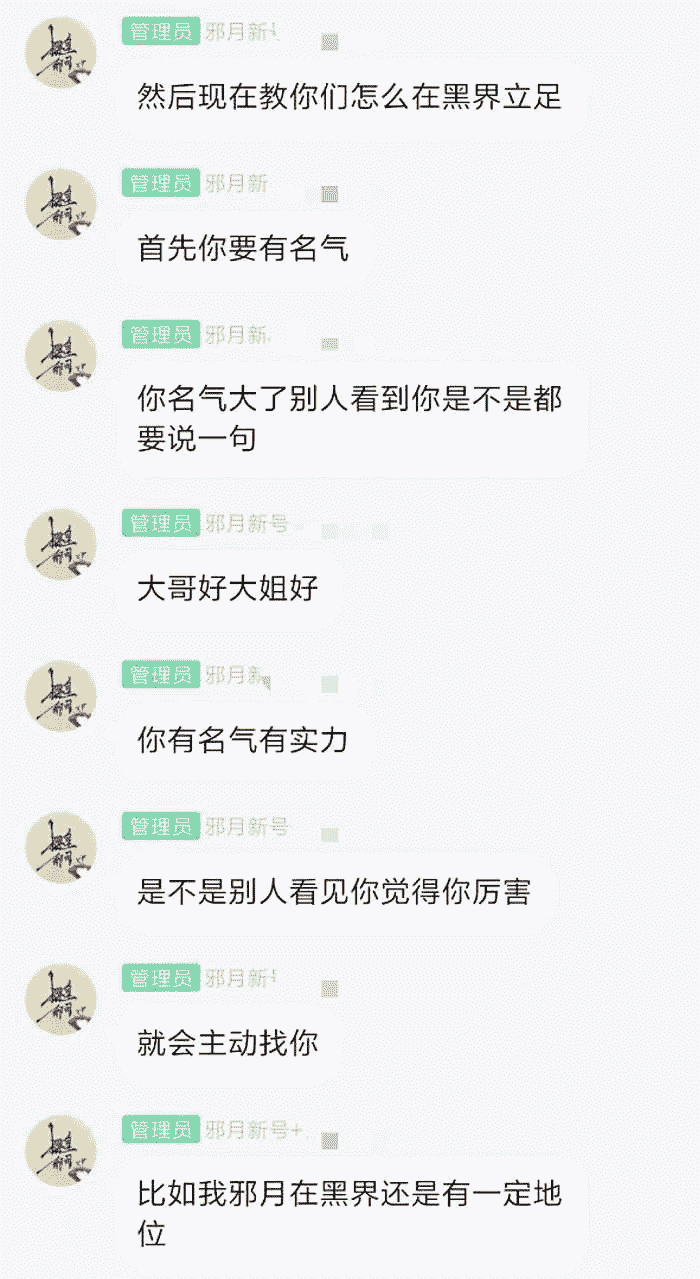 管理员 邪月新
然后现在教你们怎么在黑界立足
管理员 邪月新
首先你要有名气
管理员 邪月新
你名气大了别人看到你是不是都
要说一句
管理员 邪月新号
大哥好大姐好
管理员 邪月新
你有名气有实力
管理员 邪月新号
是不是别人看见你觉得你厉害
管理员 邪月新
就会主动找你
管理员 邪月新号+
比如我邪月在黑界还是有一定地
位